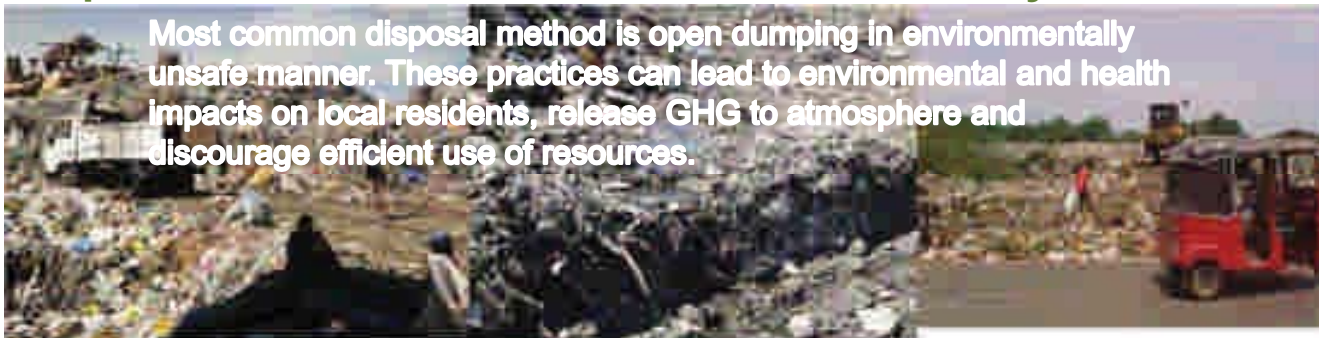 Most common disposal method is open dumping in environmentally
unsafe manner. These practices can lead to environmental and health
impacts on local residents, release GHG to atmosphere and
discourage efficient use of resources.